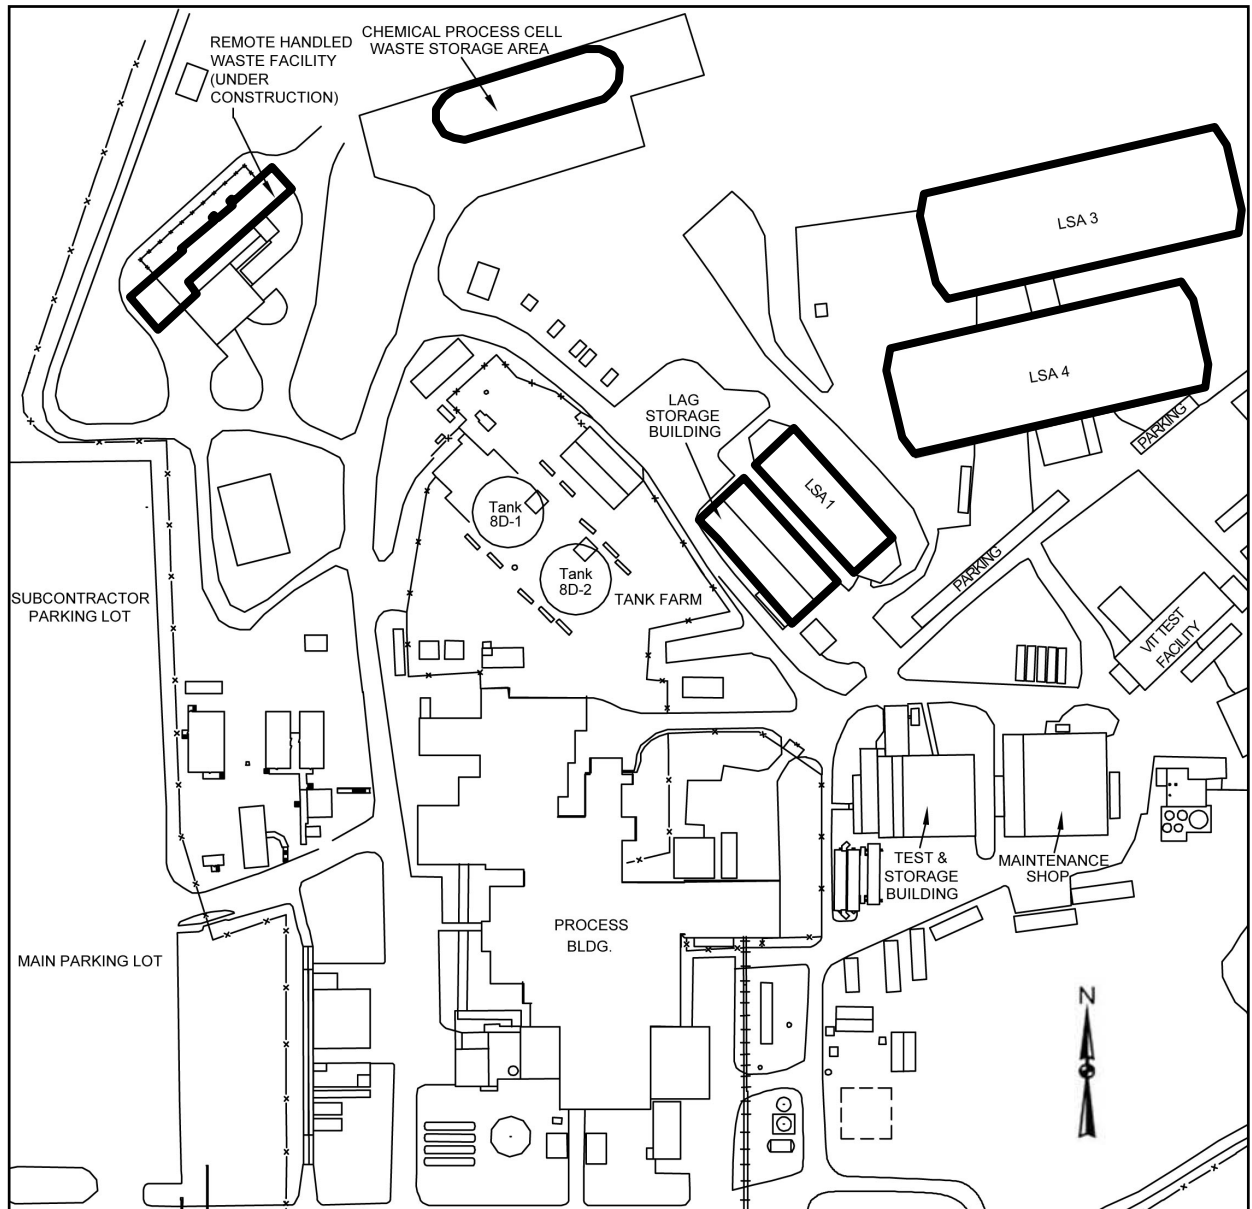 REMOTE HANDLED
WASTE FACILITY
(UNDER
CONSTRUCTION)
CHEMICAL PROCESS CELL
WASTE STORAGE AREA
LSA 3
LSA 4
PARKING
LAG
STORAGE
BUILDING
LSA 1
Tank
8D-1
Tank
8D-2
TANK FARM
PARKING
SUBCONTRACTOR
PARKING LOT
VIT TEST
FACILITY
TEST &
STORAGE
BUILDING
MAINTENANCE
SHOP
PROCESS
BLDG.
MAIN PARKING LOT
N